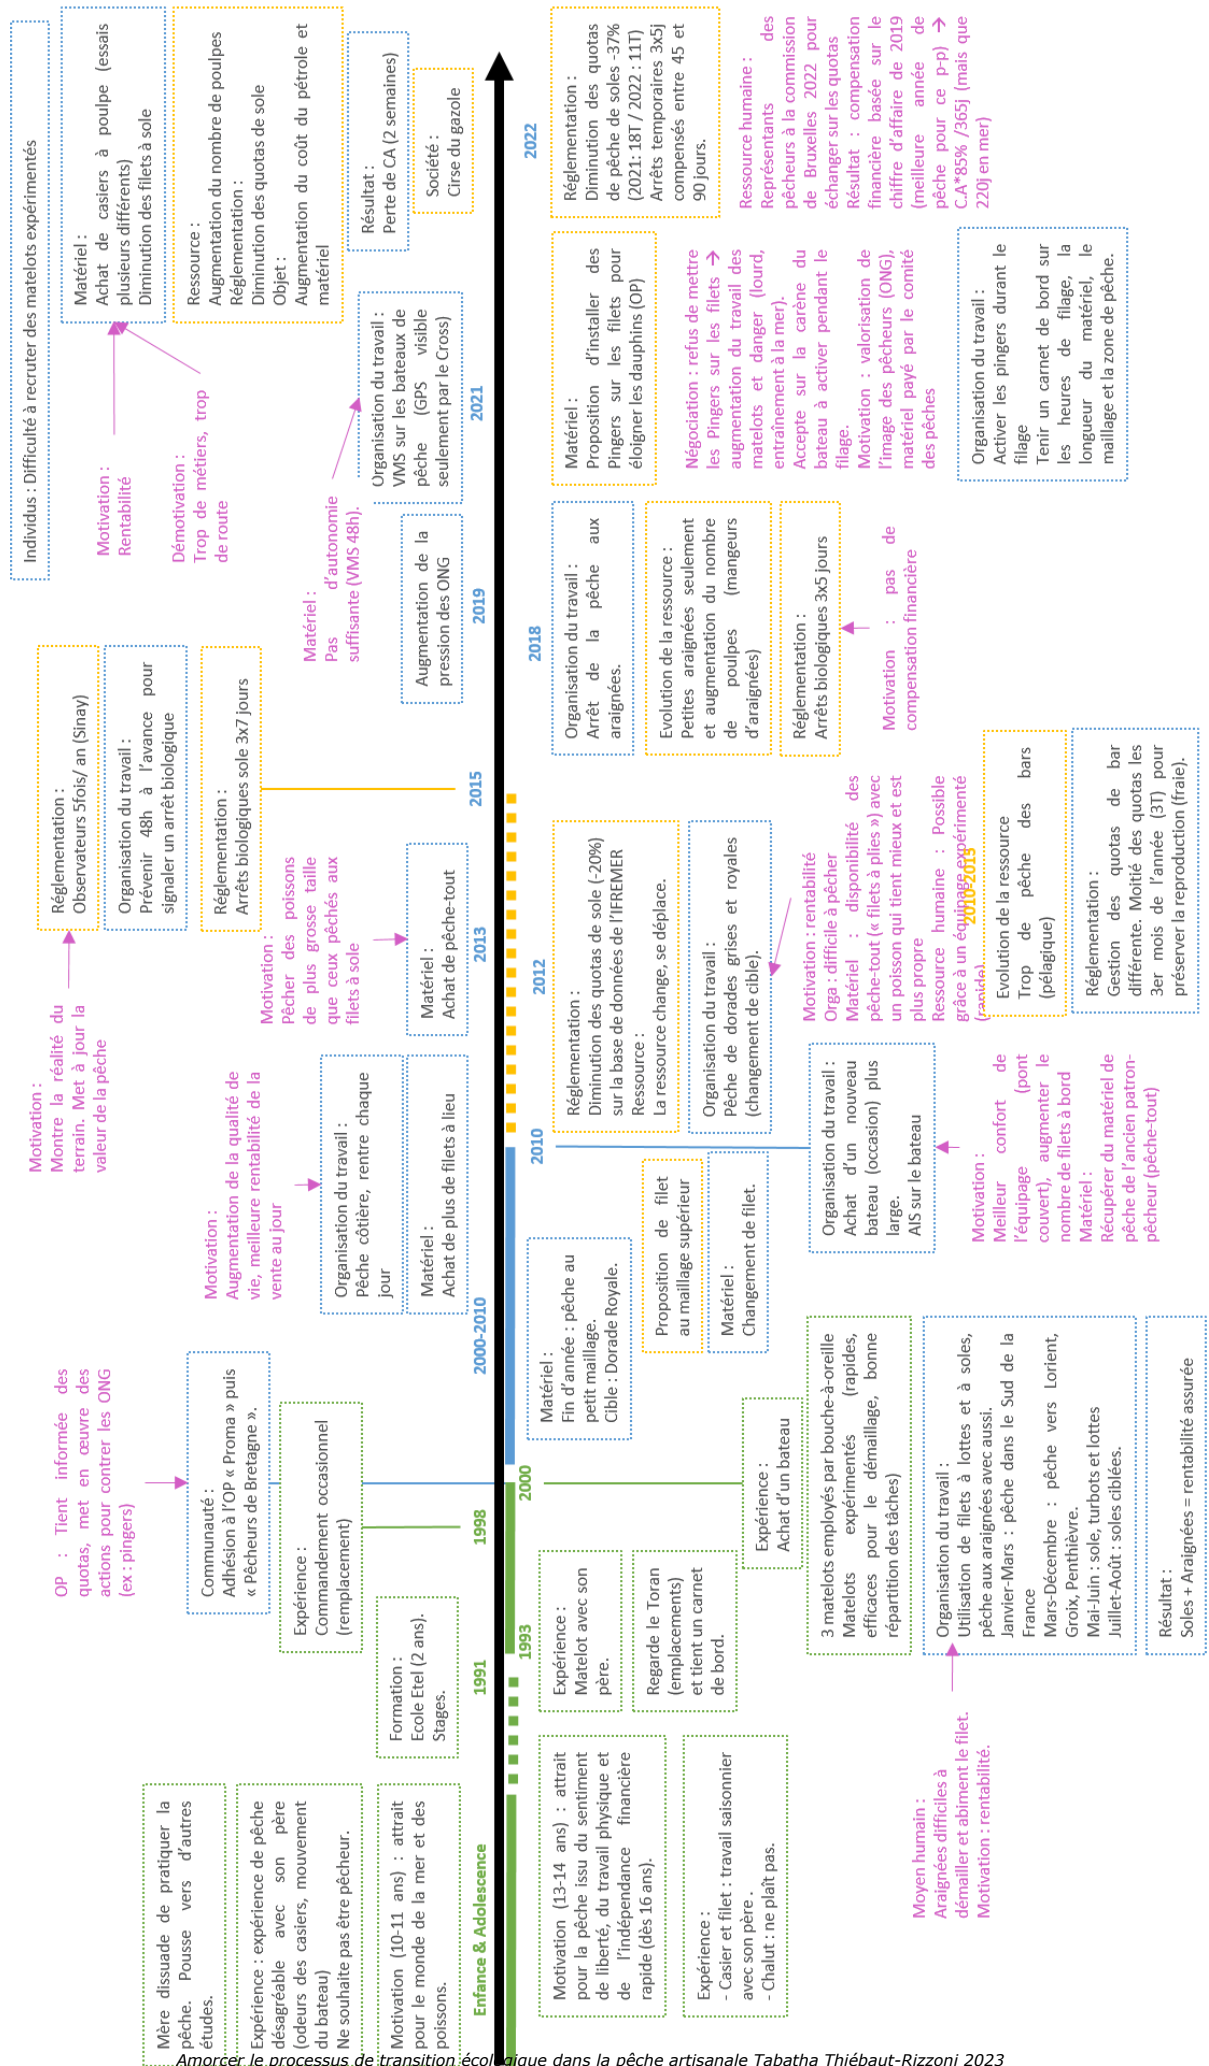 Mère dissuade de pratiquer la
pêche. Pousse vers d'autres
études.
Expérience : expérience de pêche
désagréable avec son père
(odeurs des casiers, mouvement
du bateau)
Ne souhaite pas être pêcheur.
Motivation (10-11 ans) : attrait
pour le monde de la mer et des
poissons.
Enfance & Adolescence
Motivation (13-14 ans) : attrait
pour la pêche issu du sentiment
de liberté, du travail physique et
de l'indépendance financière
rapide (dès 16 ans).
Expérience :
- Casier et filet : travail saisonnier
avec son père .
- Chalut : ne plaît pas.
Formation :
Ecole Etel (2 ans).
Stages.
1991
1993
Expérience :
Matelot avec son
père.
Regarde le Toran
(emplacements)
et tient un carnet
de bord.
OP : Tient informée des
quotas, met en œuvre des
actions pour contrer les ONG
(ex : pingers)
Communauté :
Adhésion à l'OP « Proma » puis
« Pêcheurs de Bretagne ».
Expérience :
Commandement occasionnel
(remplacement)
1998
2000
Expérience :
Achat d'un bateau
3 matelots employés par bouche-à-oreille
Matelots expérimentés (rapides,
efficaces pour le démaillage, bonne
répartition des tâches)
Organisation du travail :
Utilisation de filets à lottes et à soles,
pêche aux araignées avec aussi.
Janvier-Mars : pêche dans le Sud de la
France
Mars-Décembre : pêche vers Lorient,
Groix, Penthièvre.
Mai-Juin : sole, turbots et lottes
Juillet-Août : soles ciblées.
Résultat :
Soles + Araignées = rentabilité assurée
Moyen humain :
Araignées difficiles à
démailler et abiment le filet.
Motivation : rentabilité.
Motivation :
Augmentation de la qualité de
vie, meilleure rentabilité de la
vente au jour
Organisation du travail :
Pêche côtière, rentre chaque
jour
Matériel :
Achat de plus de filets à lieu
2000-2010
Matériel :
Fin d'année : pêche au
petit maillage.
Cible : Dorade Royale.
Proposition de filet
au maillage supérieur
Matériel :
Changement de filet.
2010
Organisation du travail :
Achat d'un nouveau
bateau (occasion) plus
large.
AIS sur le bateau
Motivation :
Meilleur confort de
l'équipage (pont
couvert), augmenter le
nombre de filets à bord
Matériel :
Récupérer du matériel de
pêche de l'ancien patron-
pêcheur (pêche-tout)
Motivation :
Montre la réalité du
terrain. Met à jour la
valeur de la pêche
Réglementation :
Observateurs 5fois/ an (Sinay)
Organisation du travail :
Prévenir 48h à l'avance pour
signaler un arrêt biologique
Réglementation :
Arrêts biologiques sole 3x7 jours
2015
Motivation :
Pêcher des poissons
de plus grosse taille
que ceux pêchés aux
filets à sole
Matériel :
Achat de pêche-tout
2013
2012
Réglementation :
Diminution des quotas de sole (-20%)
sur la base de données de l'IFREMER
Ressource :
La ressource change, se déplace.
Organisation du travail :
Pêche de dorades grises et royales
(changement de cible).
Motivation : rentabilité
Orga : difficile à pêcher
Matériel : disponibilité des
pêche-tout (« filets à plies ») avec
un poisson qui tient mieux et est
plus propre
Ressource humaine : Possible
grâce à un équipage expérimenté
(rapide)
2010-2015
Evolution de la ressource
Trop de pêche des bars
(pélagique)
Réglementation :
Gestion des quotas de bar
différente. Moitié des quotas les
3er mois de l'année (3T) pour
préserver la reproduction (fraie).
2018
Organisation du travail :
Arrêt de la pêche aux
araignées.
Evolution de la ressource :
Petites araignées seulement
et augmentation du nombre
de poulpes (mangeurs
d'araignées)
Réglementation :
Arrêts biologiques 3x5 jours
Motivation : pas de
compensation financière
Augmentation de la
pression des ONG
2019
Matériel :
Pas d'autonomie
suffisante (VMS 48h).
Organisation du travail :
VMS sur les bateaux de
pêche (GPS visible
seulement par le Cross)
2021
Matériel :
Proposition d'installer des
Pingers sur les filets pour
éloigner les dauphins (OP)
Négociation : refus de mettre
les Pingers sur les filets →
augmentation du travail des
matelots et danger (lourd,
entraînement à la mer).
Accepte sur la carène du
bateau à activer pendant le
filage.
Motivation : valorisation de
l'image des pêcheurs (ONG),
matériel payé par le comité
des pêches
Organisation du travail :
Activer les pingers durant le
filage
Tenir un carnet de bord sur
les heures de filage, la
longueur du matériel, le
maillage et la zone de pêche.
Individus : Difficulté à recruter des matelots expérimentés
Motivation :
Rentabilité
Démotivation :
Trop de métiers, trop
de route
Matériel :
Achat de casiers à poulpe (essais
plusieurs différents)
Diminution des filets à sole
Ressource :
Augmentation du nombre de poulpes
Réglementation :
Diminution des quotas de sole
Objet :
Augmentation du coût du pétrole et
matériel
Résultat :
Perte de CA (2 semaines)
Société :
Cirse du gazole
2022
Réglementation :
Diminution des quotas
de pêche de soles -37%
(2021: 18T / 2022 : 11T)
Arrêts temporaires 3x5j
compensés entre 45 et
90 jours.
Ressource humaine :
Représentants des
pêcheurs à la commission
de Bruxelles 2022 pour
échanger sur les quotas
Résultat : compensation
financière basée sur le
chiffre d'affaire de 2019
(meilleure année de
pêche pour ce p-p) →
C.A*85% /365j (mais que
220j en mer)
Amorcer le processus de transition écologique dans la pêche artisanale Tabatha Thiébaut-Rizzoni 2023